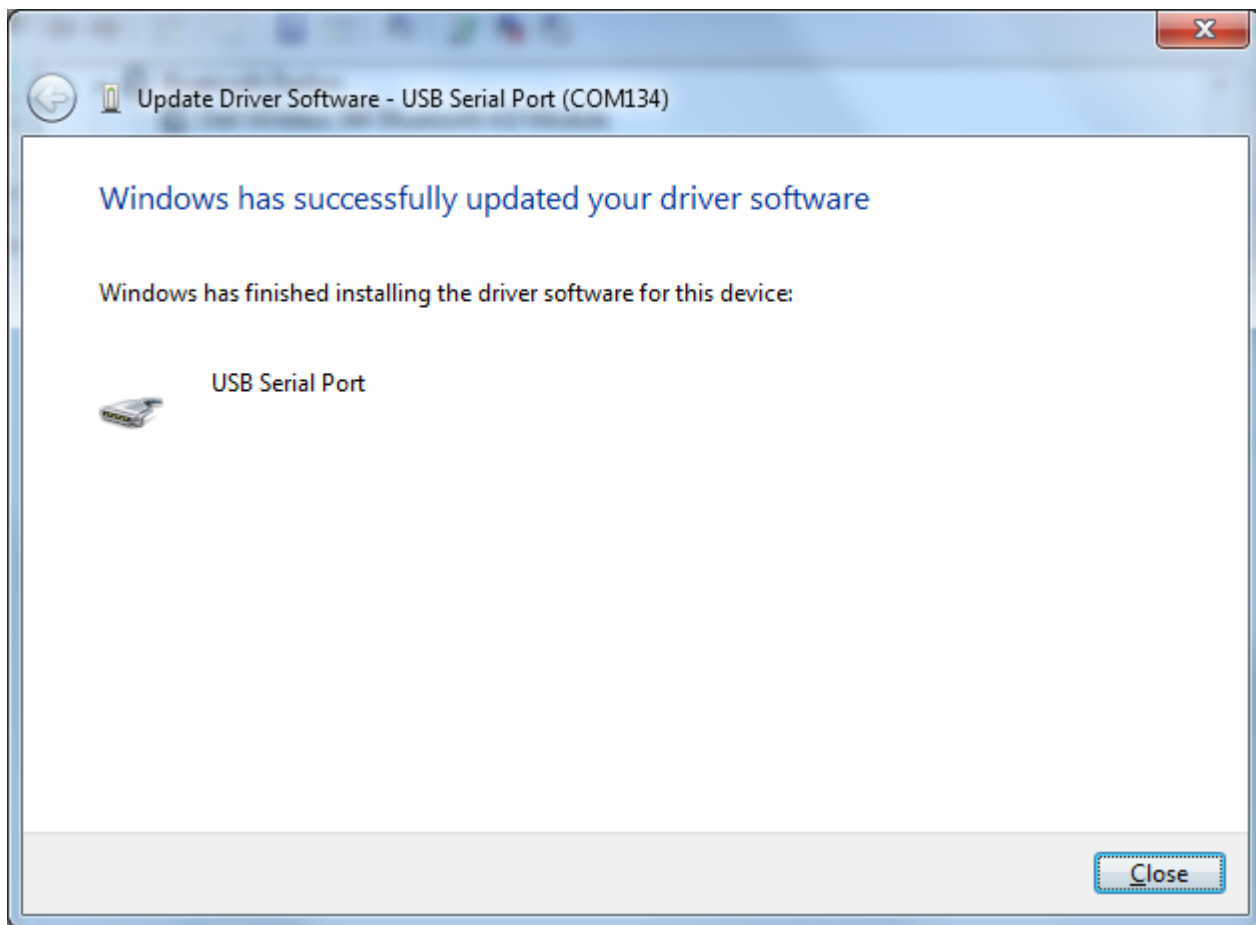 Update Driver Software - USB Serial Port (COM134)
Windows has successfully updated your driver software
Windows has finished installing the driver software for this device:
USB Serial Port
Close